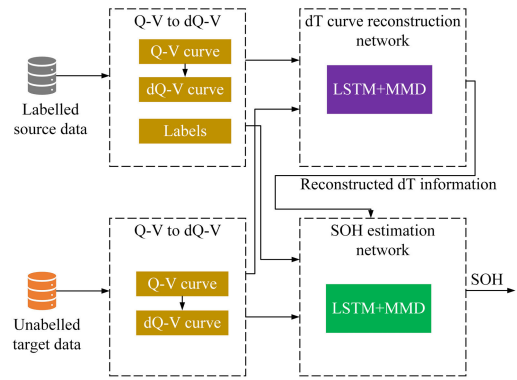 Q-V to dQ-V
Q-V curve
dQ-V curve
Labels
Labelled
source data
dT curve reconstruction
network
LSTM+MMD
Reconstructed dT information
Q-V to dQ-V
Q-V curve
dQ-V curve
Unabelled
target data
SOH estimation
network
LSTM+MMD
SOH